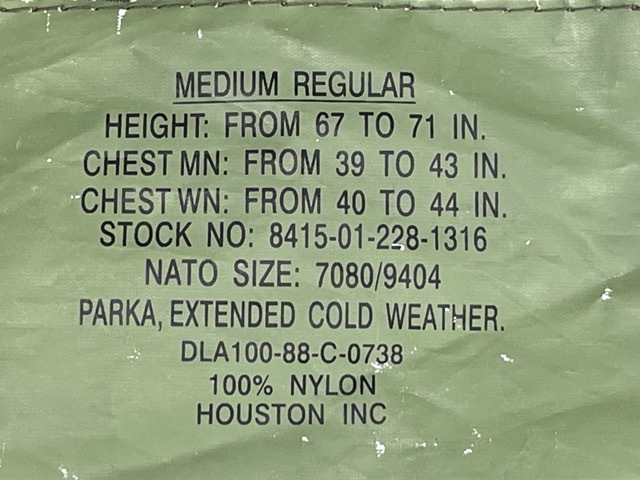 MEDIUM REGULAR
HEIGHT: FROM 67 TO 71 IN.
CHEST MN: FROM 39 TO 43 IN.
CHEST WN: FROM 40 TO 44 IN.
STOCK NO: 8415-01-228-1316
NATO SIZE: 7080/9404
PARKA, EXTENDED COLD WEATHER.
DLA100-88-C-0738
100% NYLON
HOUSTON INC